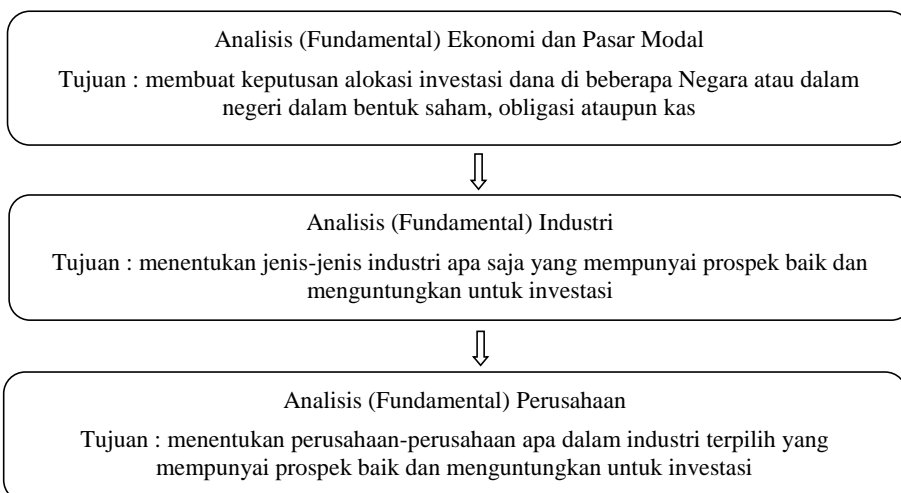 Analisis (Fundamental) Ekonomi dan Pasar Modal
Tujuan : membuat keputusan alokasi investasi dana di beberapa Negara atau dalam
negeri dalam bentuk saham, obligasi ataupun kas
Analisis (Fundamental) Industri
Tujuan : menentukan jenis-jenis industri apa saja yang mempunyai prospek baik dan
menguntungkan untuk investasi
Analisis (Fundamental) Perusahaan
Tujuan : menentukan perusahaan-perusahaan apa dalam industri terpilih yang
mempunyai prospek baik dan menguntungkan untuk investasi